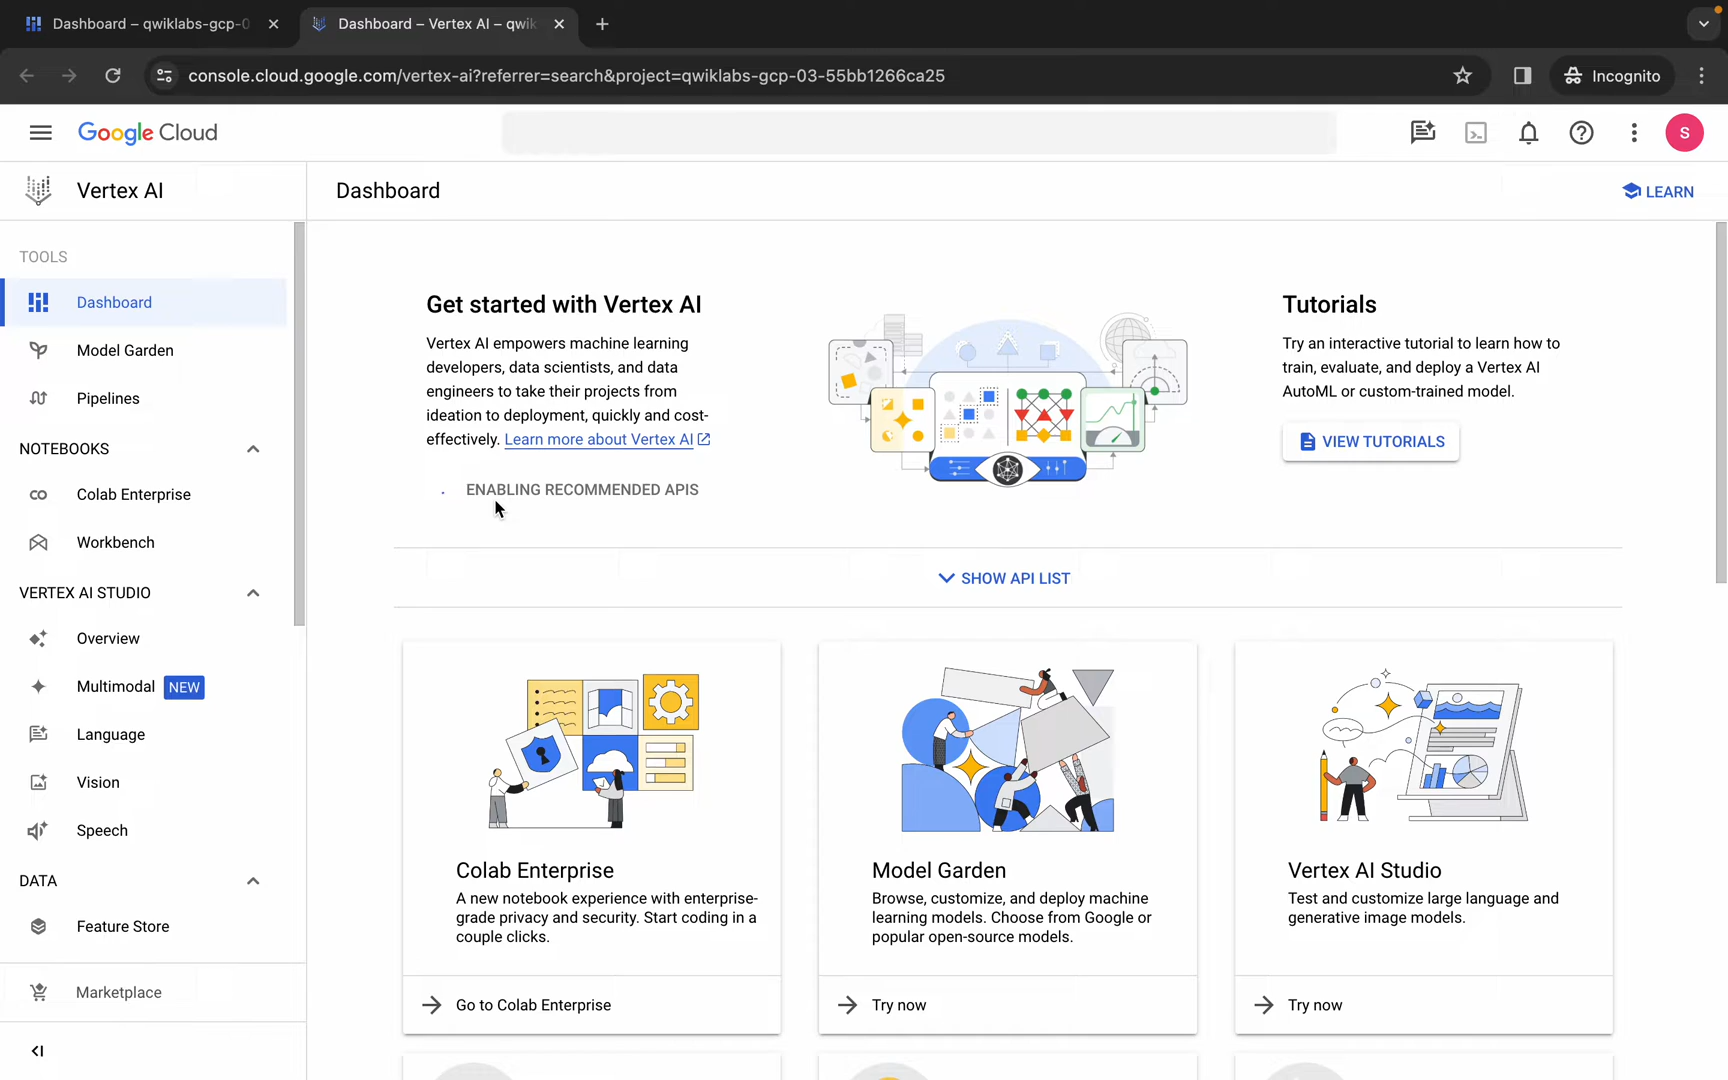 Dashboard – qwiklabs-gcp-0
Dashboard – Vertex AI – qwik
console.cloud.google.com/vertex-ai?referrer=search&project=qwiklabs-gcp-03-55bb1266ca25
Incognito
Google Cloud
S
Vertex AI
Dashboard
LEARN
TOOLS
Dashboard
Model Garden
Pipelines
NOTEBOOKS
Colab Enterprise
Workbench
VERTEX AI STUDIO
Overview
Multimodal NEW
Language
Vision
Speech
DATA
Feature Store
Marketplace
Get started with Vertex AI
Vertex AI empowers machine learning
developers, data scientists, and data
engineers to take their projects from
ideation to deployment, quickly and cost-
effectively. Learn more about Vertex AI
ENABLING RECOMMENDED APIS
Tutorials
Try an interactive tutorial to learn how to
train, evaluate, and deploy a Vertex AI
AutoML or custom-trained model.
VIEW TUTORIALS
SHOW API LIST
Colab Enterprise
A new notebook experience with enterprise-
grade privacy and security. Start coding in a
couple clicks.
Go to Colab Enterprise
Model Garden
Browse, customize, and deploy machine
learning models. Choose from Google or
popular open-source models.
Try now
Vertex AI Studio
Test and customize large language and
generative image models.
Try now